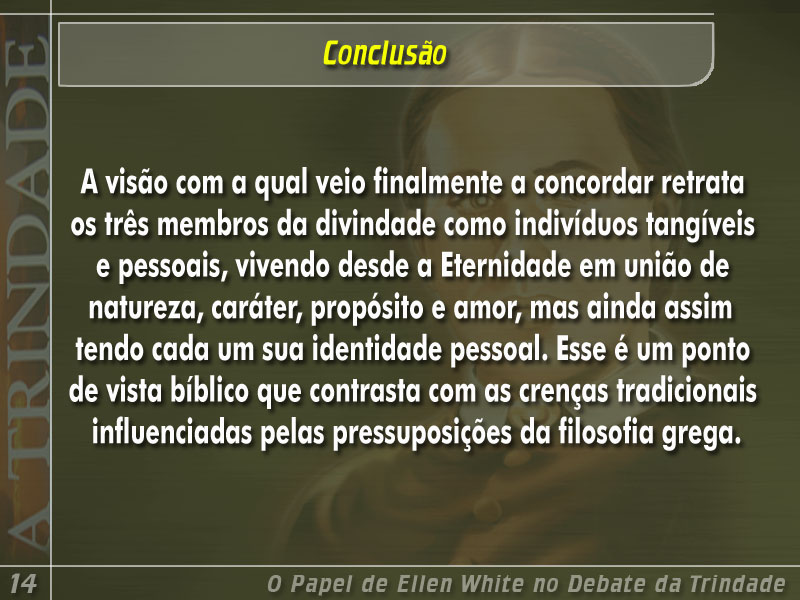 Conclusão
A TRINDADE
A visão com a qual veio finalmente a concordar retrata
os três membros da divindade como indivíduos tangíveis
e pessoais, vivendo desde a Eternidade em união de
natureza, caráter, propósito e amor, mas ainda assim
tendo cada um sua identidade pessoal. Esse é um ponto
de vista bíblico que contrasta com as crenças tradicionais
influenciadas pelas pressuposições da filosofia grega.
14
O Papel de Ellen White no Debate da Trindade